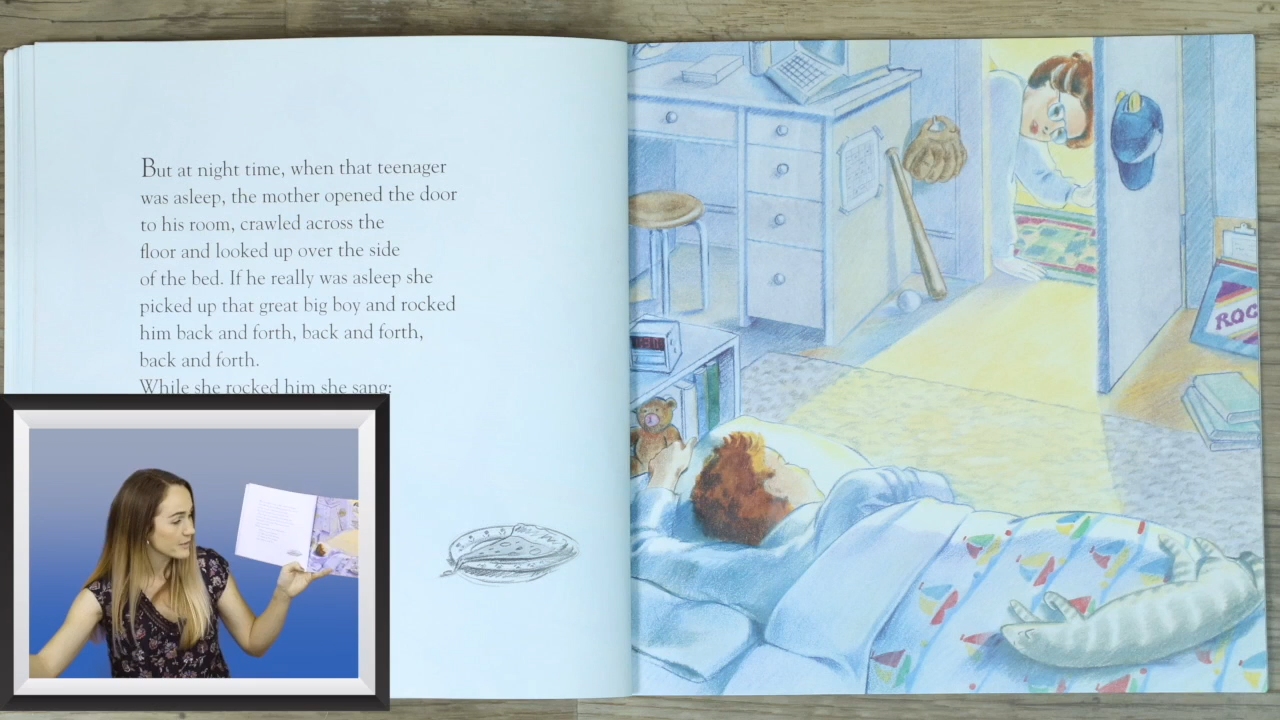 But at night time, when that teenager
was asleep, the mother opened the door
to his room, crawled across the
floor and looked up over the side
of the bed. If he really was asleep she
picked up that great big boy and rocked
him back and forth, back and forth,
back and forth.
While she rocked him she sang:
ROC